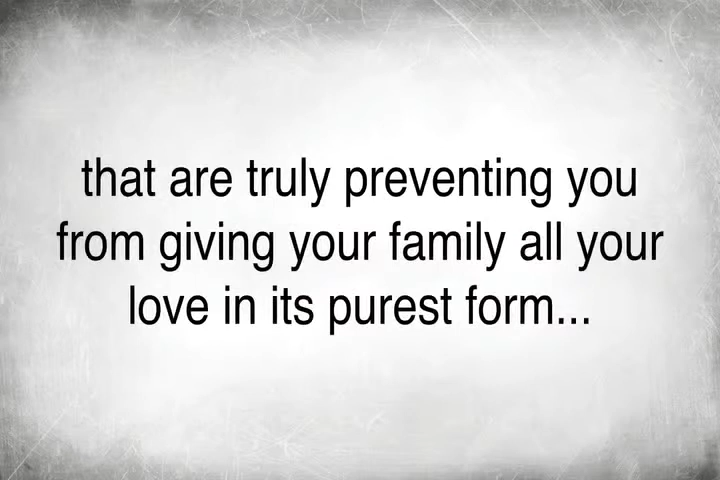 that are truly preventing you
from giving your family all your
love in its purest form...